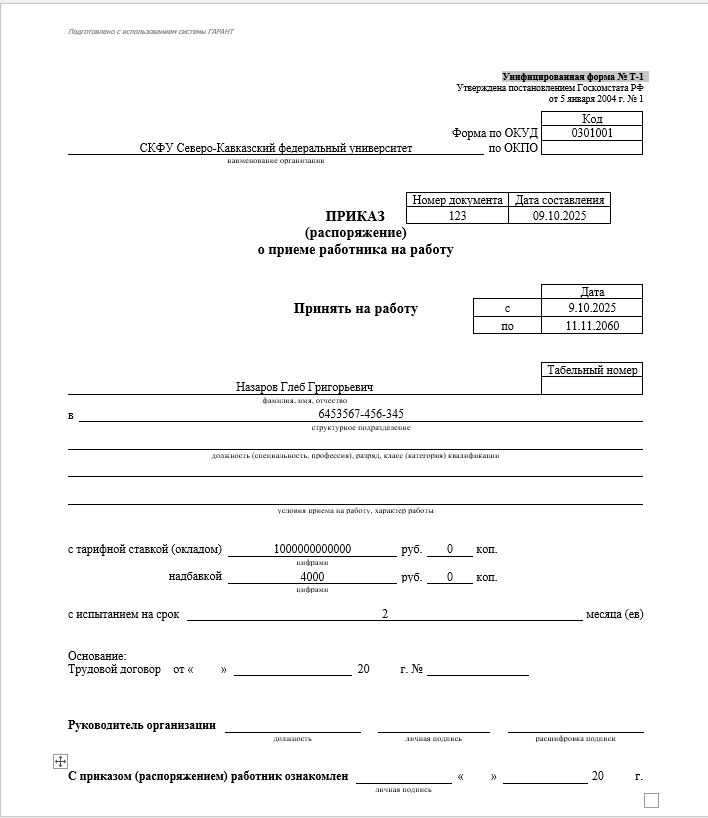 Подготовлено с использованием системы ГАРАНТ
Унифицированная форма № Т-1
Утверждена постановлением Госкомстата РФ
от 5 января 2004 г. № 1
Код
Форма по ОКУД 0301001
СКФУ Северо-Кавказский федеральный университет по ОКПО
наименование организации
Номер документа Дата составления
ПРИКАЗ 123 09.10.2025
(распоряжение)
о приеме работника на работу
Дата
Принять на работу с 9.10.2025
по 11.11.2060
Табельный номер
Назаров Глеб Григорьевич
фамилия, имя, отчество
в 6453567-456-345
структурное подразделение
должность (специальность, профессия), разряд, класс (категория) квалификации
условия приема на работу, характер работы
с тарифной ставкой (окладом) 1000000000000 руб. 0 коп.
цифрами
надбавкой 4000 руб. 0 коп.
цифрами
с испытанием на срок 2 месяца (ев)
Основание:
Трудовой договор от « » 20 г. №
Руководитель организации
должность личная подпись расшифровка подписи
С приказом (распоряжением) работник ознакомлен « » 20 г.
личная подпись